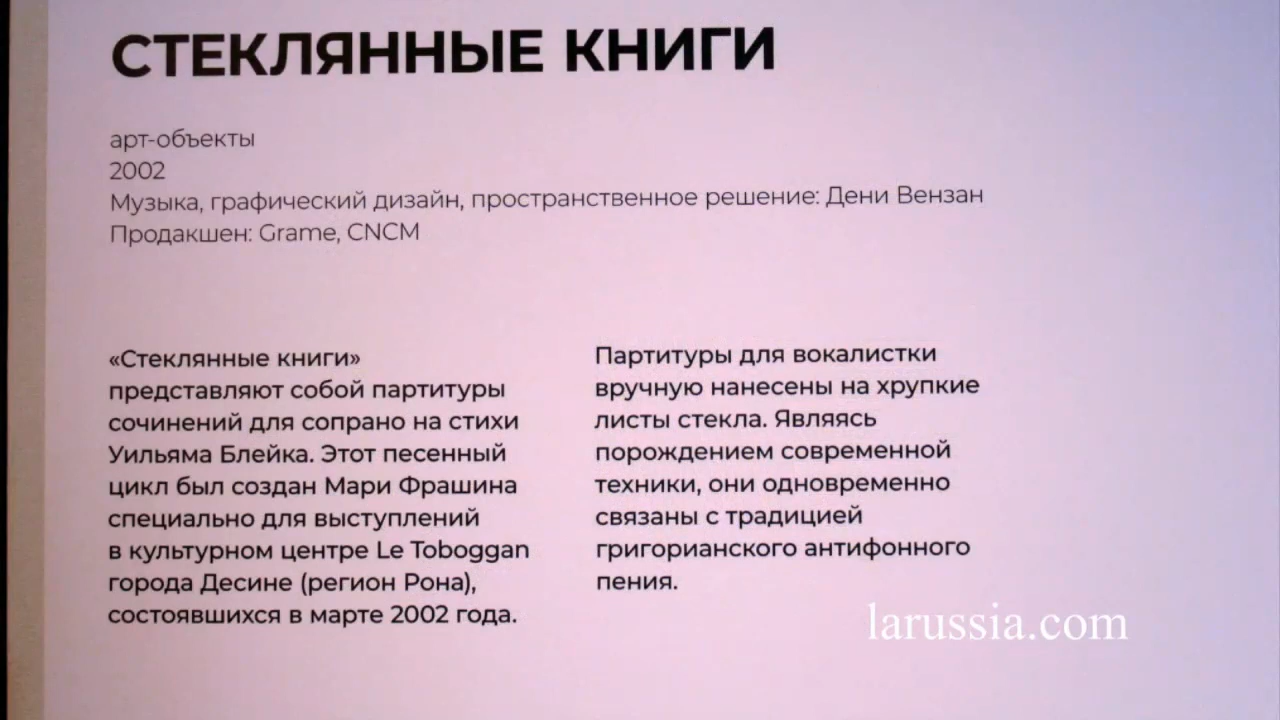 СТЕКЛЯННЫЕ КНИГИ
арт-объекты
2002
Музыка, графический дизайн, пространственное решение: Дени Вензан
Продакшен: Grame, CNCM
«Стеклянные книги»
представляют собой партитуры
сочинений для сопрано на стихи
Уильяма Блейка. Этот песенный
цикл был создан Мари Фрашина
специально для выступлений
в культурном центре Le Toboggan
города Десине (регион Рона),
состоявшихся в марте 2002 года.
Партитуры для вокалистки
вручную нанесены на хрупкие
листы стекла. Являясь
порождением современной
техники, они одновременно
связаны с традицией
григорианского антифонного
пения.
larussia.com